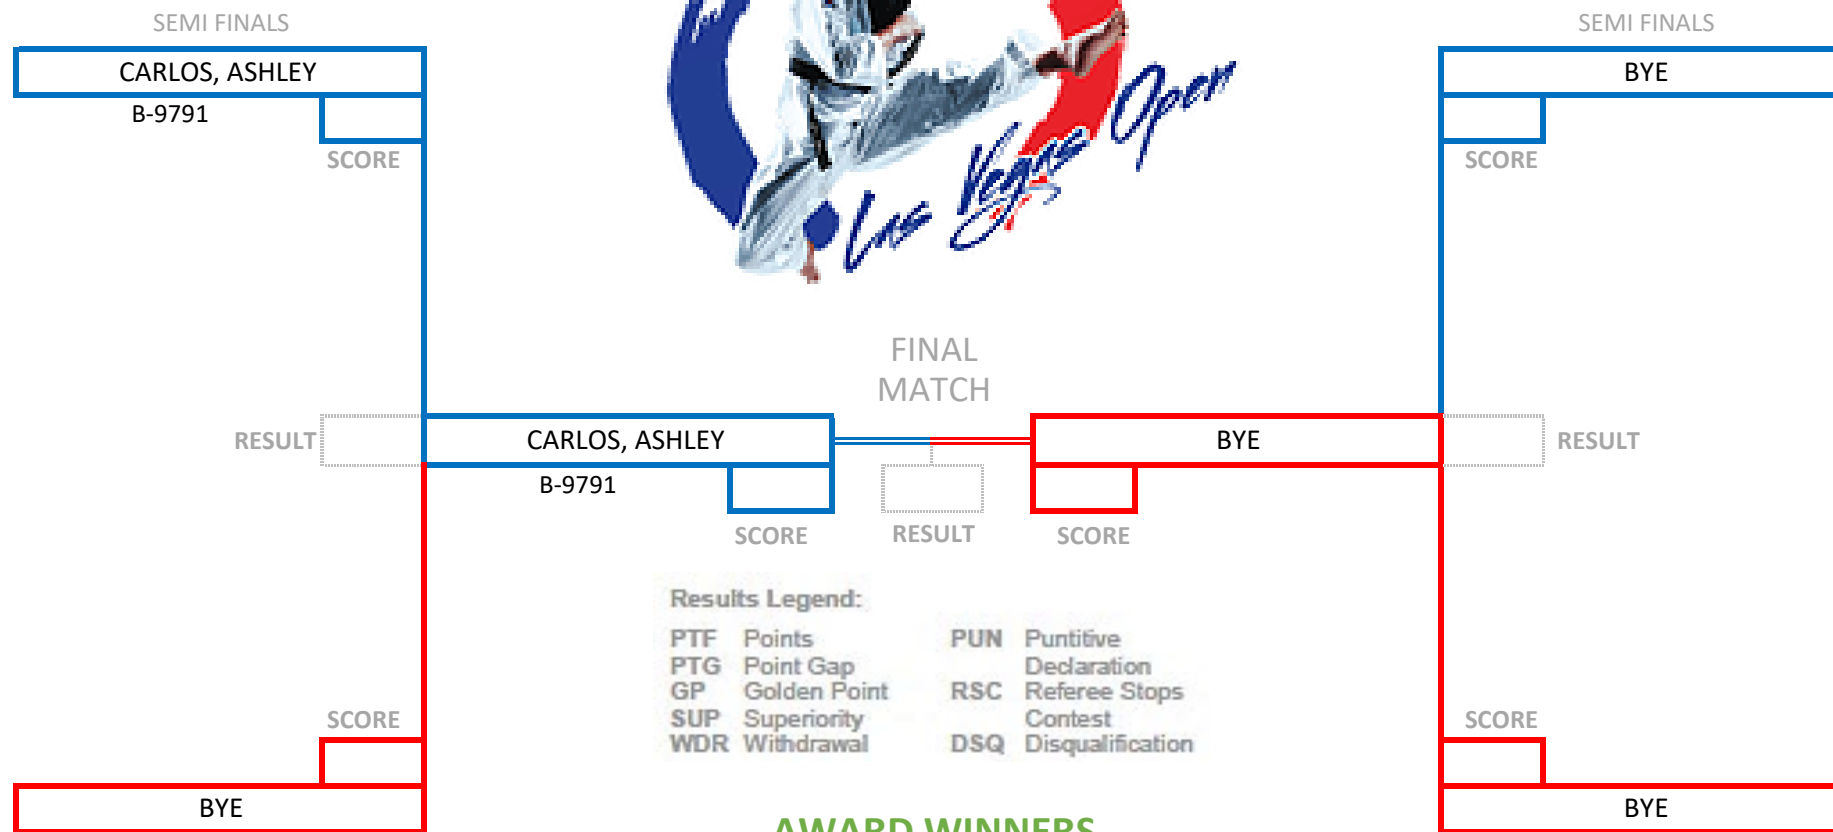 SEMI FINALS
SEMI FINALS
CARLOS, ASHLEY
BYE
B-9791
SCORE
SCORE
Las Vegas Open
FINAL
MATCH
RESULT
CARLOS, ASHLEY
BYE
RESULT
B-9791
SCORE
RESULT
SCORE
Results Legend:
PTF Points
PTG Point Gap
GP Golden Point
SUP Superiority
WDR Withdrawal
PUN Puntitive
Declaration
RSC Referee Stops
Contest
DSQ Disqualification
SCORE
SCORE
BYE
BYE
AWARD WINNERS